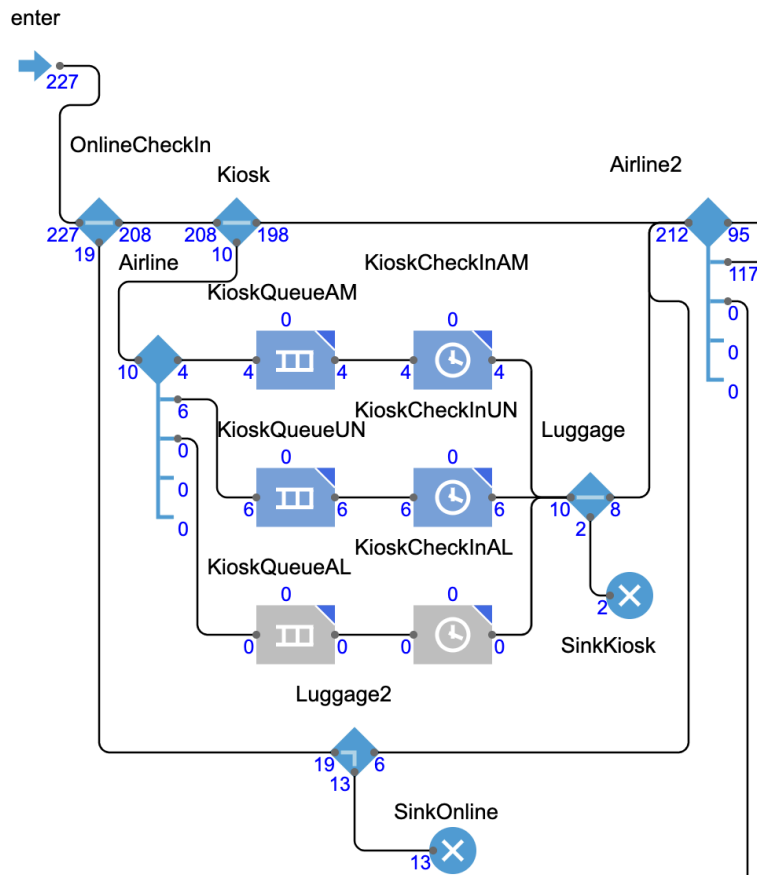 enter
227
OnlineCheckIn
Kiosk
Airline2
227 208 208 198 212 95
19 10 117
Airline KioskCheckInAM
KioskQueueAM
0 0 0
0
0
10 4 4 4 4 4
KioskCheckInUN
6
KioskQueueUN Luggage
0 0 0
0
0
6 6 6 6 10 8
2
KioskCheckInAL
KioskQueueAL
0 0
2
0 0 0 0
SinkKiosk
Luggage2
19 6
13
SinkOnline
13